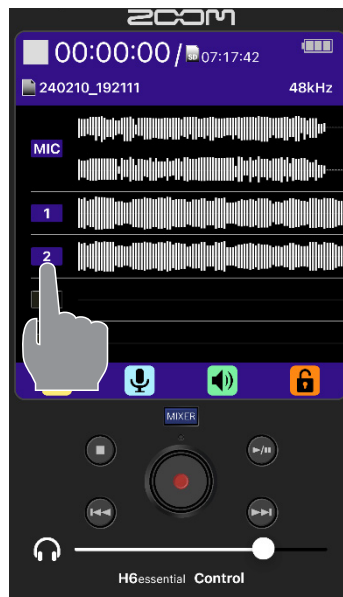 ZOOM
00:00:00/ SD 07:17:42
240210_192111 48kHz
MIC
1
2
MIXER
H6essential Control